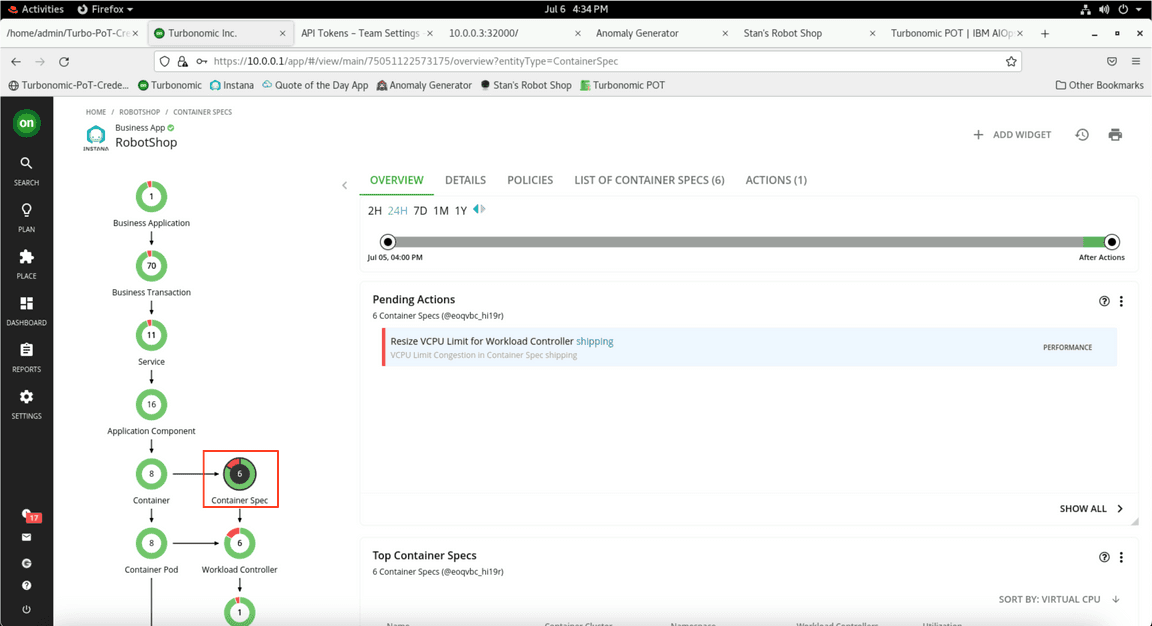 Activities Firefox Jul 6 4:34 PM
/home/admin/Turbo-PoT-Cre Turbonomic Inc. API Tokens – Team Settings 10.0.0.3:32000/ Anomaly Generator Stan's Robot Shop Turbonomic POT | IBM AIOp
https://10.0.0.1/app/#/view/main/75051122573175/overview?entityType=ContainerSpec
Turbonomic-PoT-Crede... Turbonomic Instana Quote of the Day App Anomaly Generator Stan's Robot Shop Turbonomic POT Other Bookmarks
on
SEARCH
PLAN
PLACE
DASHBOARD
REPORTS
SETTINGS
17
HOME / ROBOTSHOP / CONTAINER SPECS
INSTANA
Business App
RobotShop
ADD WIDGET
1
Business Application
70
Business Transaction
11
Service
16
Application Component
8
Container
6
Container Spec
8
Container Pod
6
Workload Controller
1
OVERVIEW DETAILS POLICIES LIST OF CONTAINER SPECS (6) ACTIONS (1)
2H 24H 7D 1M 1Y
Jul 05, 04:00 PM After Actions
Pending Actions
6 Container Specs (@eoqvbc_hi19r)
Resize VCPU Limit for Workload Controller shipping
VCPU Limit Congestion in Container Spec shipping
PERFORMANCE
SHOW ALL
Top Container Specs
6 Container Specs (@eoqvbc_hi19r)
SORT BY: VIRTUAL CPU
Name Container Cluster Namespace Workload Controllers Utilization